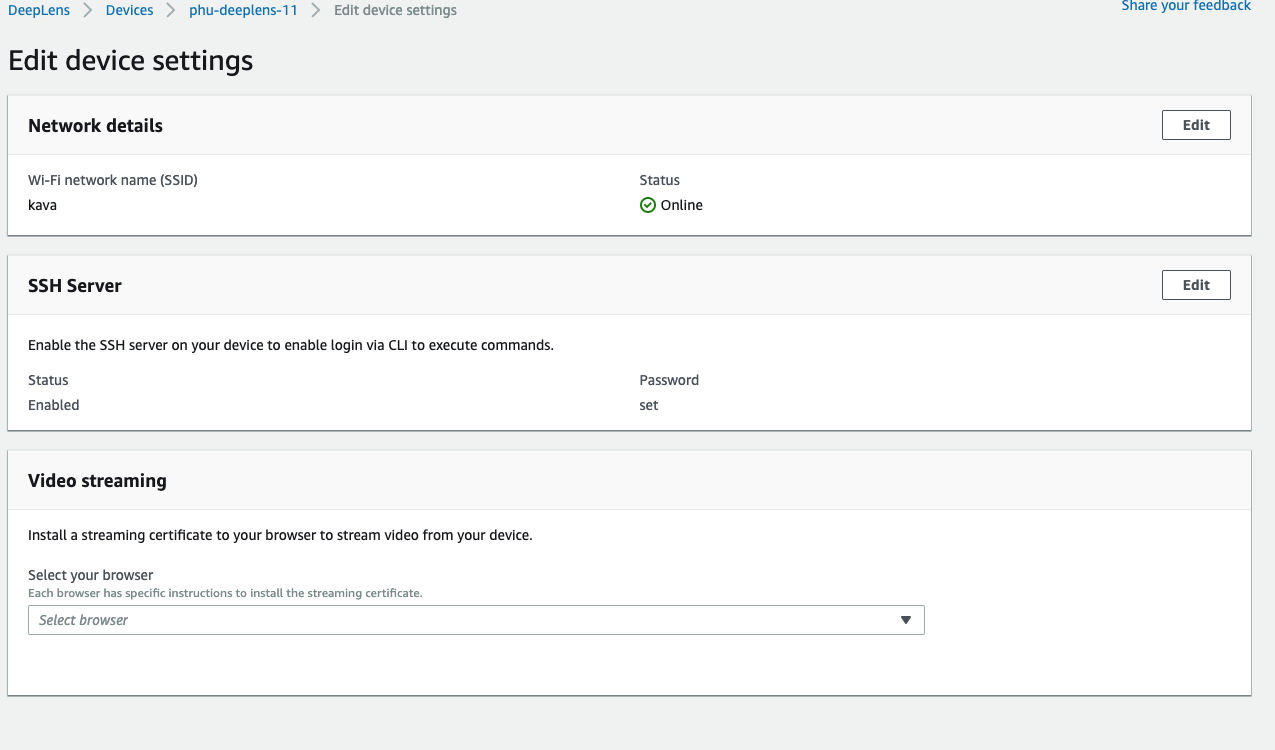 DeepLens > Devices > phu-deeplens-11 > Edit device settings
Share your feedback
Edit device settings
Network details
Edit
Wi-Fi network name (SSID)
Status
kava
Online
SSH Server
Edit
Enable the SSH server on your device to enable login via CLI to execute commands.
Status
Password
Enabled
set
Video streaming
Install a streaming certificate to your browser to stream video from your device.
Select your browser
Each browser has specific instructions to install the streaming certificate.
Select browser